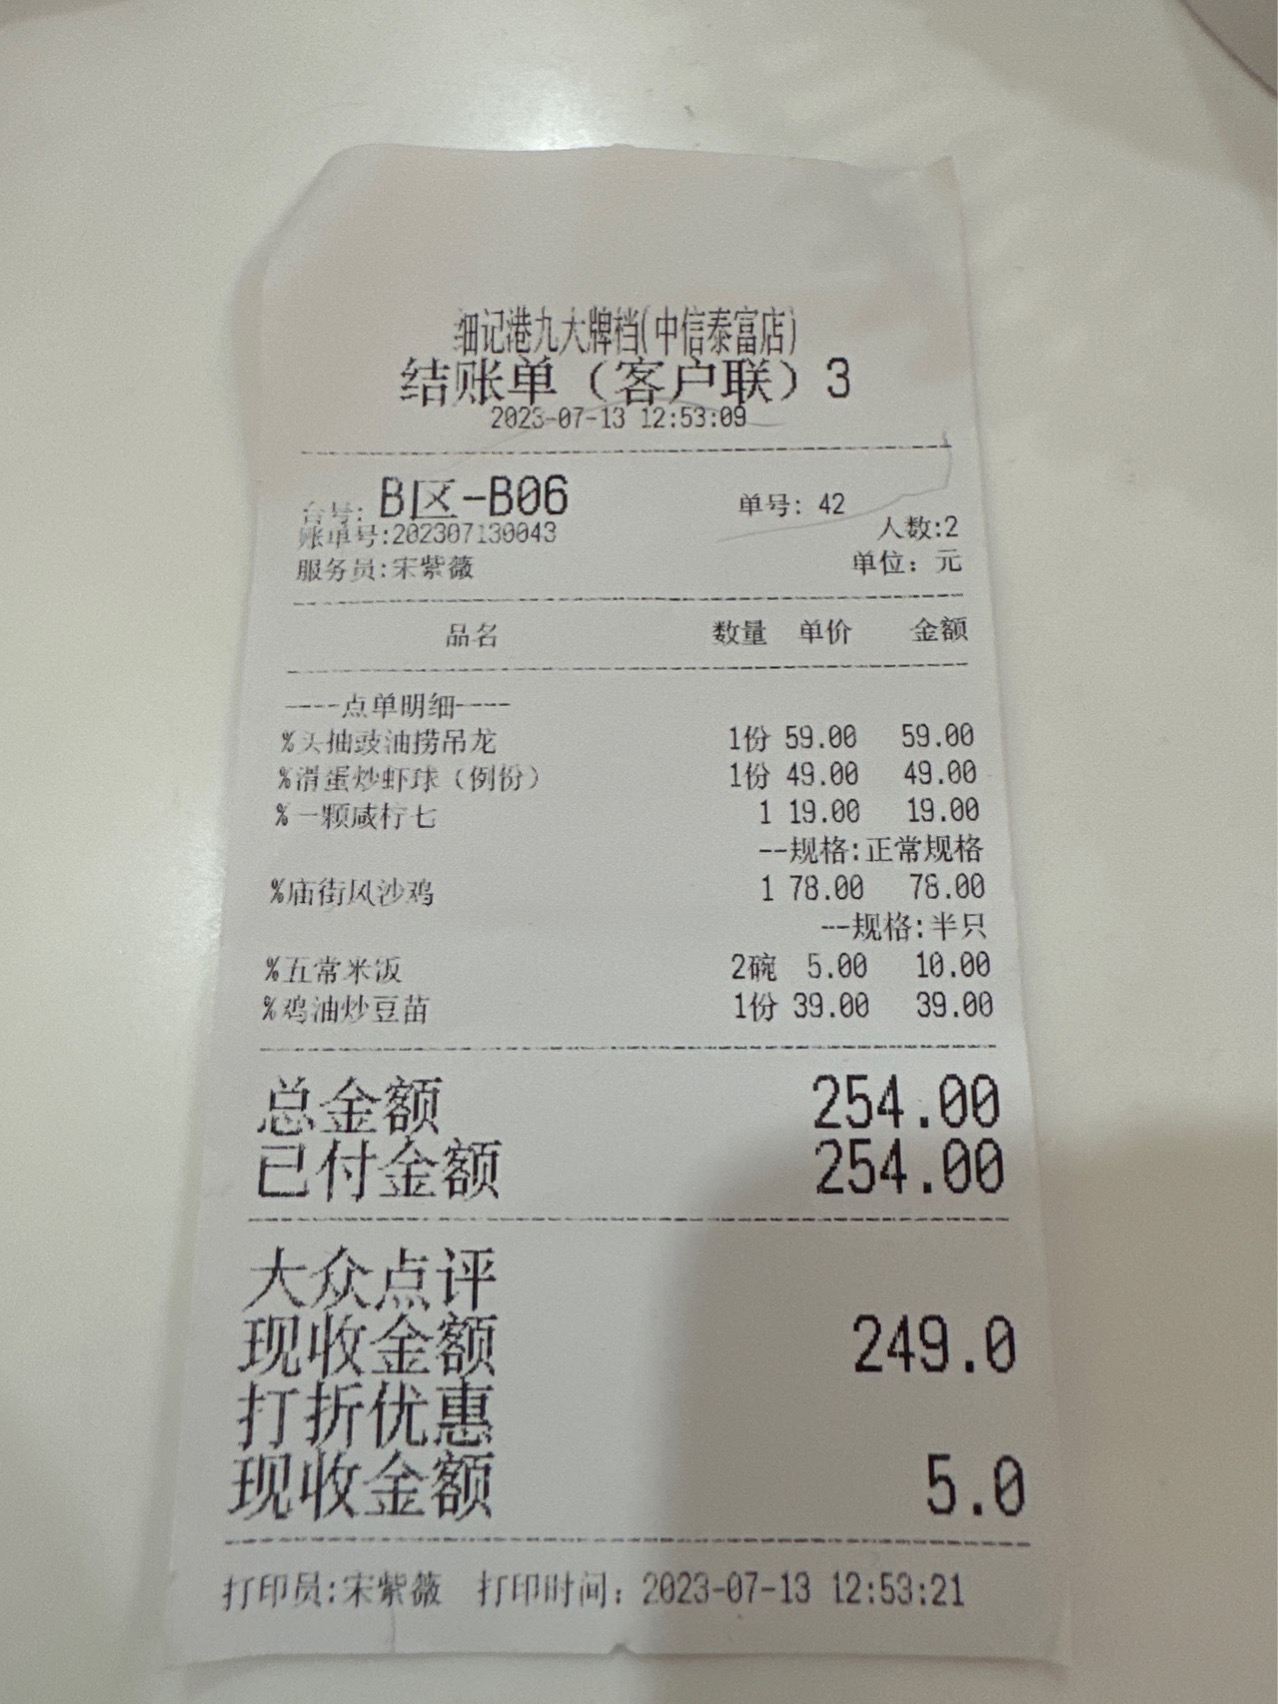 细记港九大牌档(中信泰富店)
结账单（客户联）3
2023-07-13 12:53:09
台号: B区-B06 单号: 42
账单号:202307130043 人数:2
服务员:宋紫薇 单位：元
品名 数量 单价 金额
----点单明细----
%头抽豉油捞吊龙 1份 59.00 59.00
%滑蛋炒虾球（例份） 1份 49.00 49.00
%一颗咸柠七 1 19.00 19.00
--规格:正常规格
%庙街风沙鸡 1 78.00 78.00
--规格:半只
%五常米饭 2碗 5.00 10.00
%鸡油炒豆苗 1份 39.00 39.00
总金额 254.00
已付金额 254.00
大众点评
现收金额 249.0
打折优惠
现收金额 5.0
打印员:宋紫薇 打印时间：2023-07-13 12:53:21